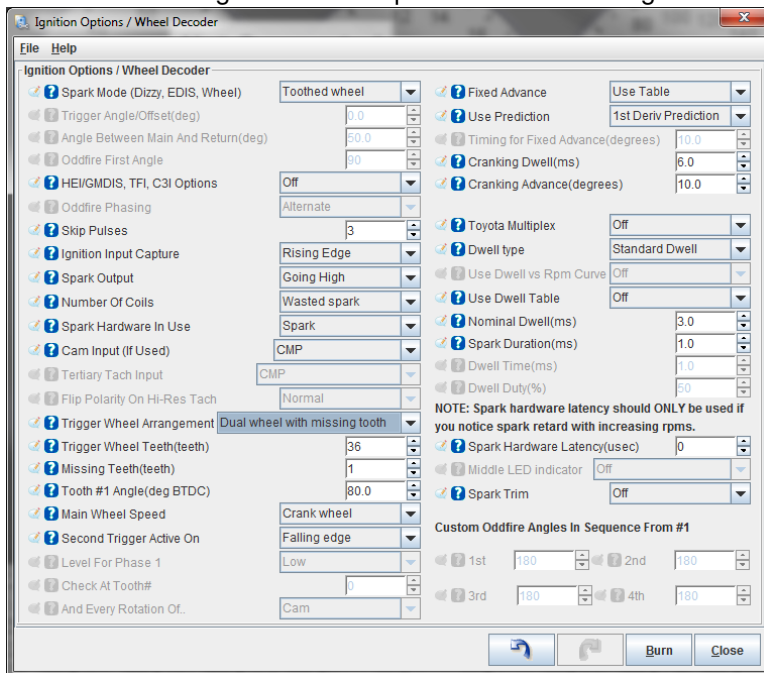 Ignition Options / Wheel Decoder
File Help
Ignition Options / Wheel Decoder
Spark Mode (Dizzy, EDIS, Wheel) Toothed wheel
Trigger Angle/Offset(deg) 0.0
Angle Between Main And Return(deg) 50.0
Oddfire First Angle 90
HEI/GMDIS, TFI, C3I Options Off
Oddfire Phasing Alternate
Skip Pulses 3
Ignition Input Capture Rising Edge
Spark Output Going High
Number Of Coils Wasted spark
Spark Hardware In Use Spark
Cam Input (If Used) CMP
Tertiary Tach Input CMP
Flip Polarity On Hi-Res Tach Normal
Trigger Wheel Arrangement Dual wheel with missing tooth
Trigger Wheel Teeth(teeth) 36
Missing Teeth(teeth) 1
Tooth #1 Angle(deg BTDC) 80.0
Main Wheel Speed Crank wheel
Second Trigger Active On Falling edge
Level For Phase 1 Low
Check At Tooth# 0
And Every Rotation Of.. Cam
Fixed Advance Use Table
Use Prediction 1st Deriv Prediction
Timing for Fixed Advance(degrees) 10.0
Cranking Dwell(ms) 6.0
Cranking Advance(degrees) 10.0
Toyota Multiplex Off
Dwell type Standard Dwell
Use Dwell vs Rpm Curve Off
Use Dwell Table Off
Nominal Dwell(ms) 3.0
Spark Duration(ms) 1.0
Dwell Time(ms) 1.0
Dwell Duty(%) 50
NOTE: Spark hardware latency should ONLY be used if
you notice spark retard with increasing rpms.
Spark Hardware Latency(usec) 0
Middle LED indicator Off
Spark Trim Off
Custom Oddfire Angles In Sequence From #1
1st 180 2nd 180
3rd 180 4th 180
Burn Close